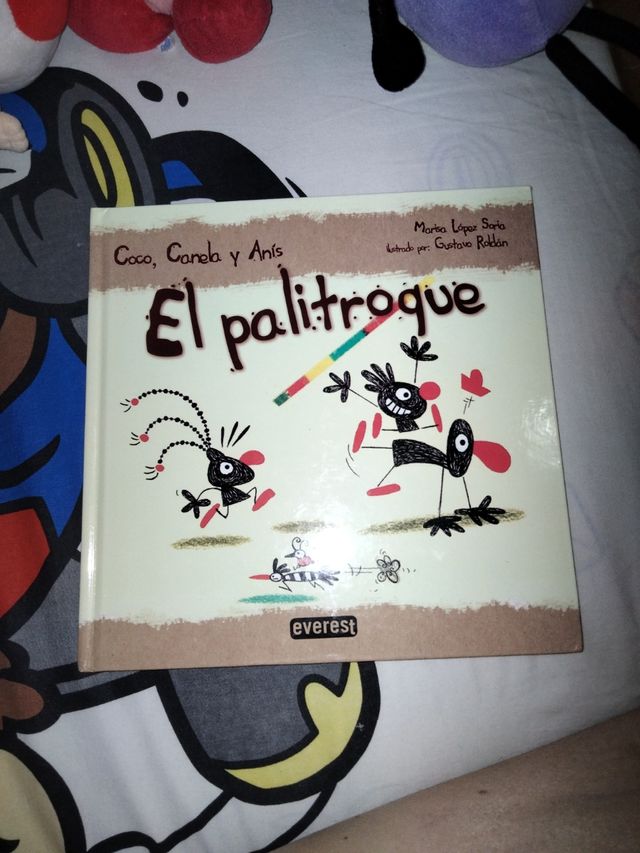 Marisa López Soria
ilustrado por: Gustavo Roldán
Coco, Canela y Anís
El palitroque
everest